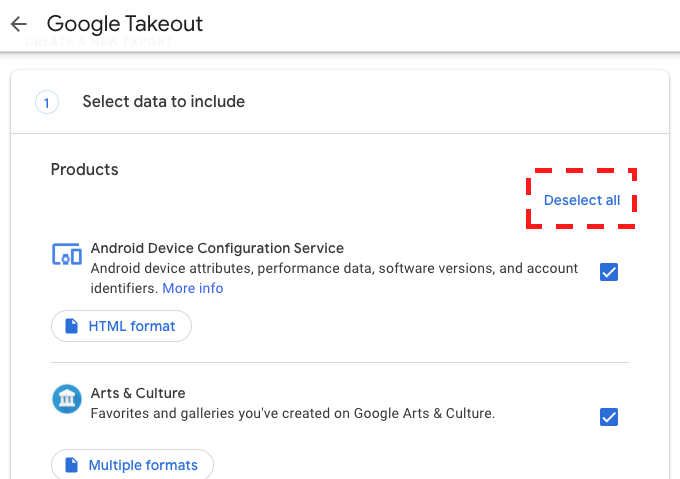 Google Takeout
CREATE A NEW EXPORT
1 Select data to include
Products
Deselect all
Android Device Configuration Service
Android device attributes, performance data, software versions, and account
identifiers. More info
HTML format
Arts & Culture
Favorites and galleries you've created on Google Arts & Culture.
Multiple formats